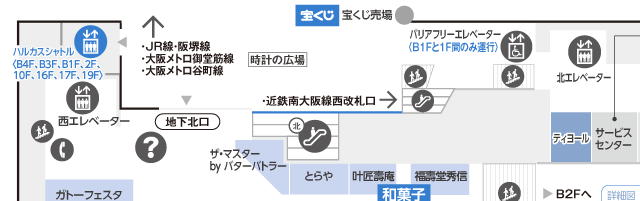 宝くじ 宝くじ売場
ハルカスシャトル
〈B4F、B3F、B1F、2F、
10F、16F、17F、19F〉
・JR線・阪堺線
・大阪メトロ御堂筋線
・大阪メトロ谷町線
時計の広場
バリアフリーエレベーター
〈B1Fと1F間のみ運行〉
北エレベーター
・近鉄南大阪線西改札口
西エレベーター
地下北口
北
?
ティヨール
サービス
センター
ザ・マスター
by バターバトラー
とらや
叶匠壽庵
福壽堂秀信
和菓子
ガトーフェスタ
B2Fへ
詳細図